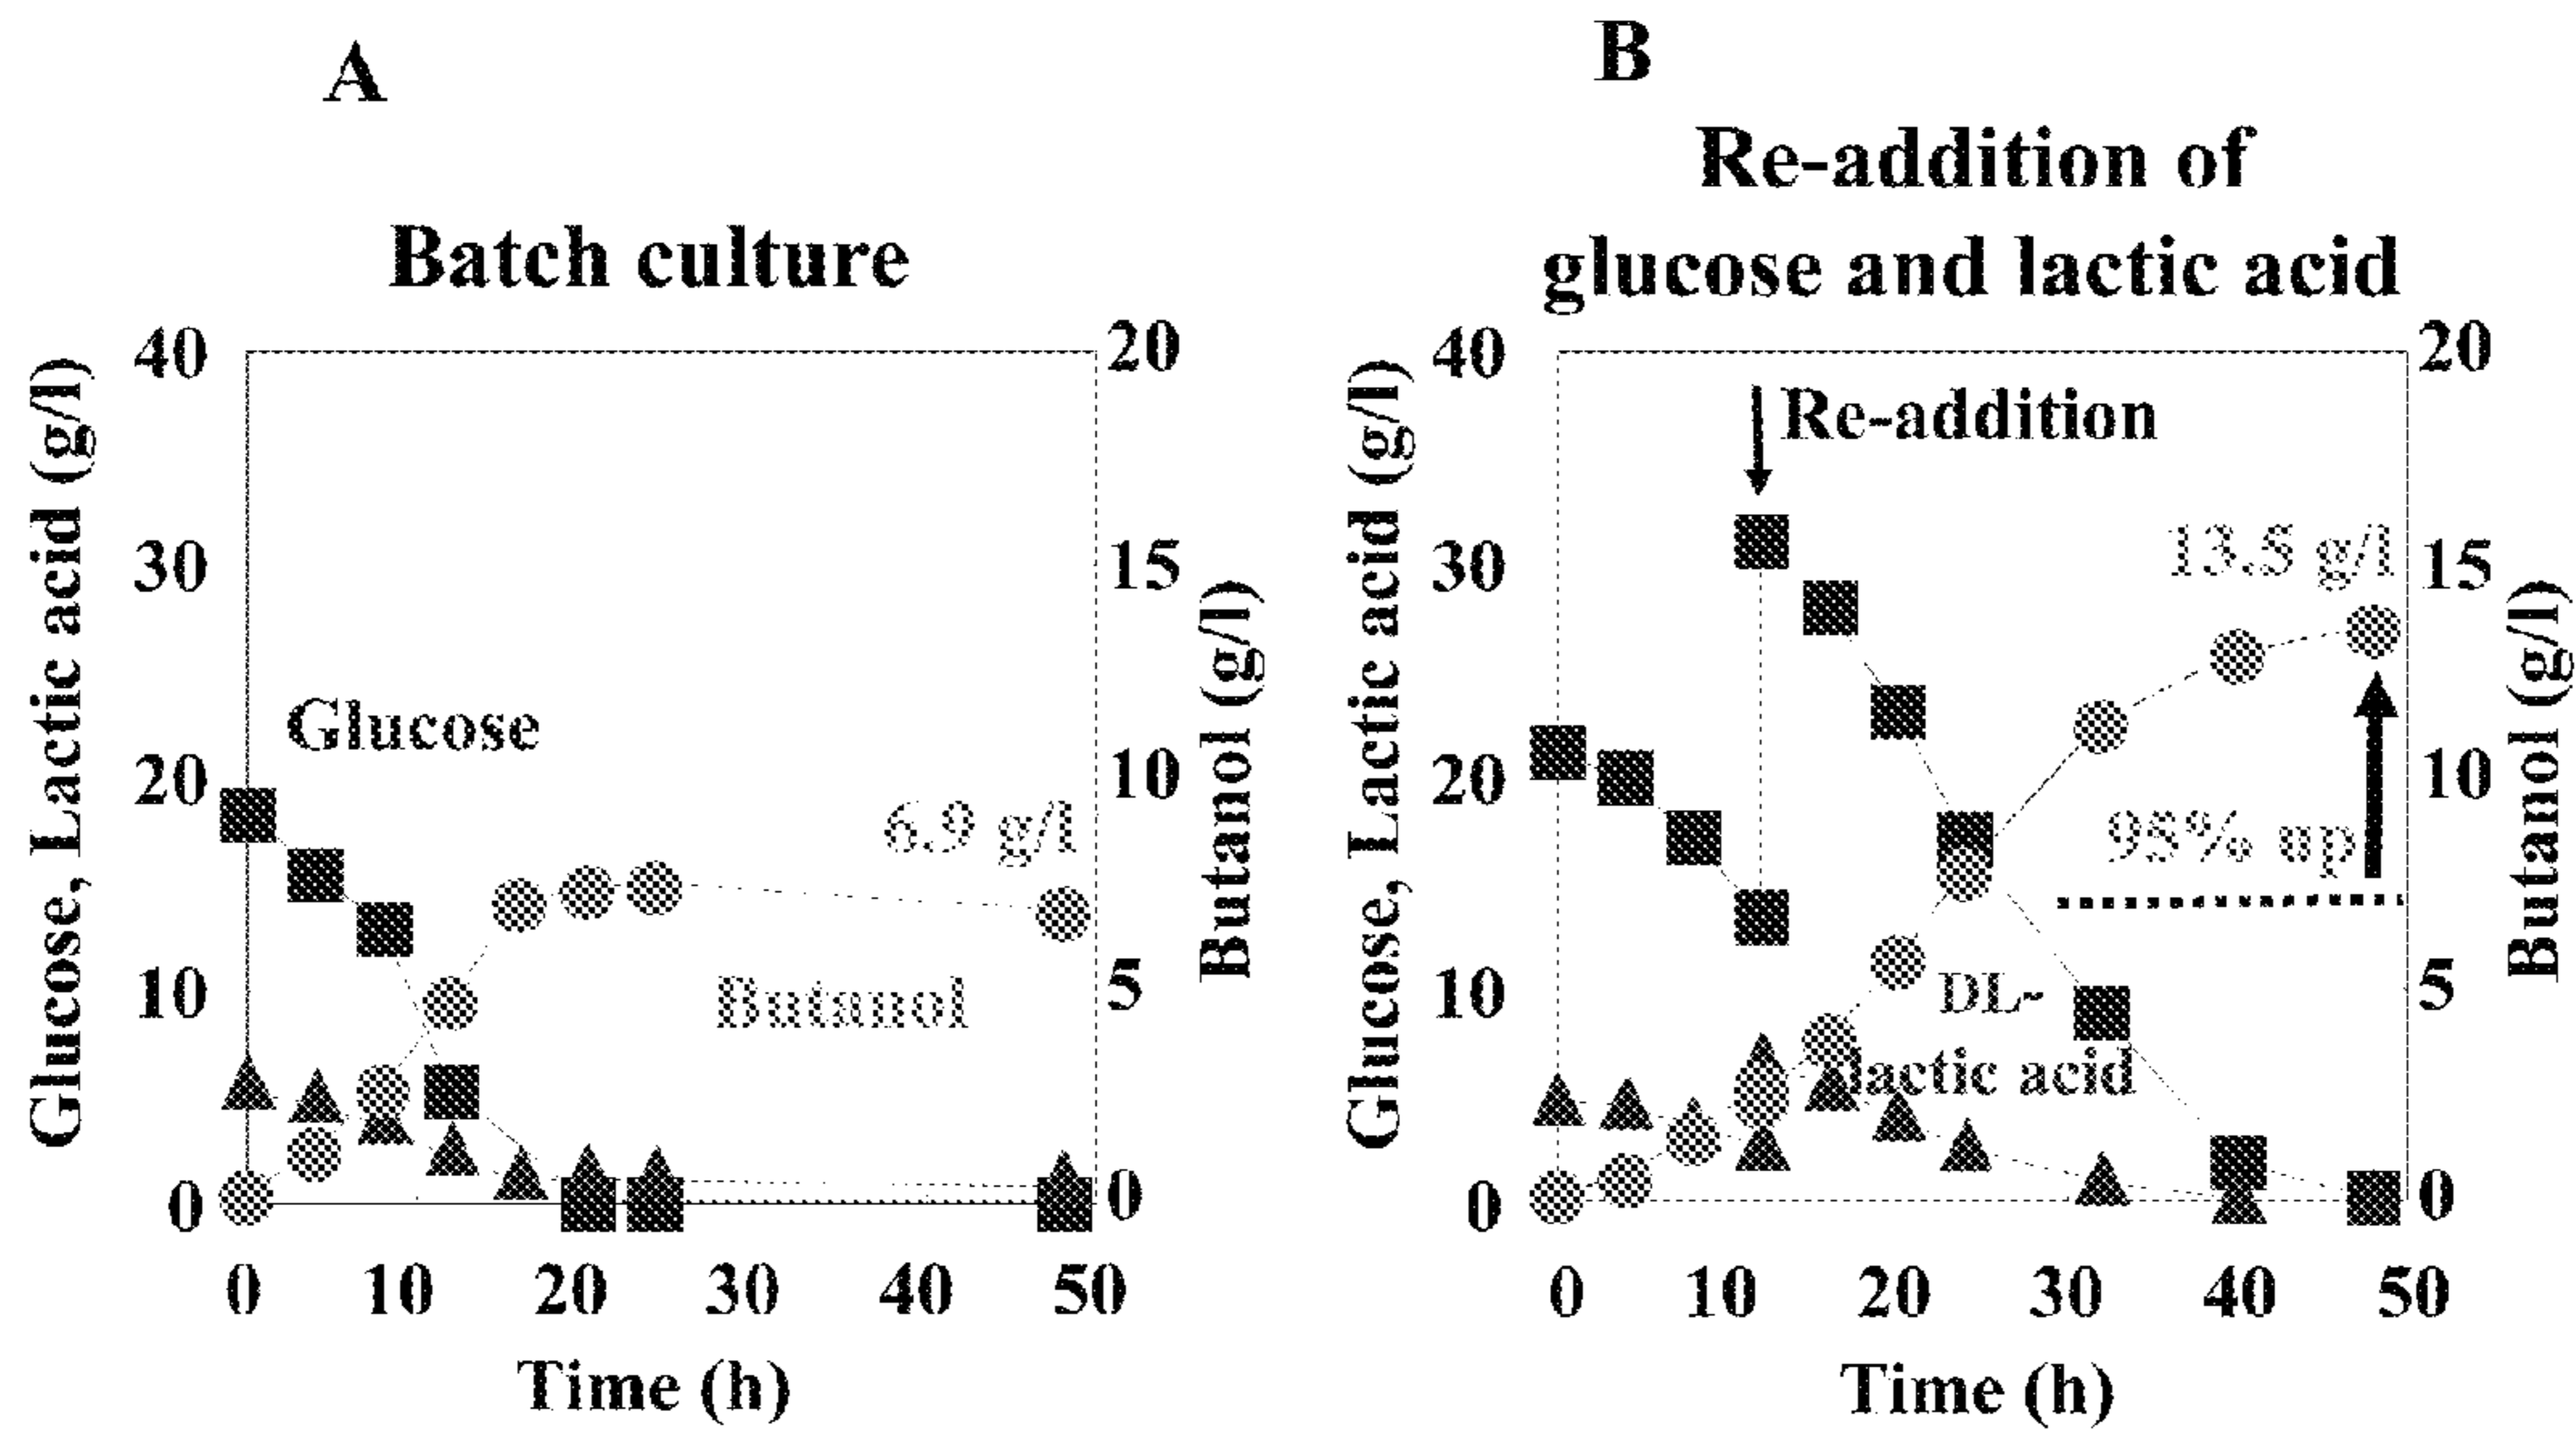 A
Batch culture
Glucose, Lactic acid (g/l)
40
30
20
10
0
20
15
10
5
0
Butanol (g/l)
Glucose
6.9 g/l
Butanol
0 10 20 30 40 50
Time (h)
B
Re-addition of
glucose and lactic acid
Glucose, Lactic acid (g/l)
40
30
20
10
0
20
15
10
5
0
Butanol (g/l)
Re-addition
13.5 g/l
98% up
DL-
lactic acid
0 10 20 30 40 50
Time (h)